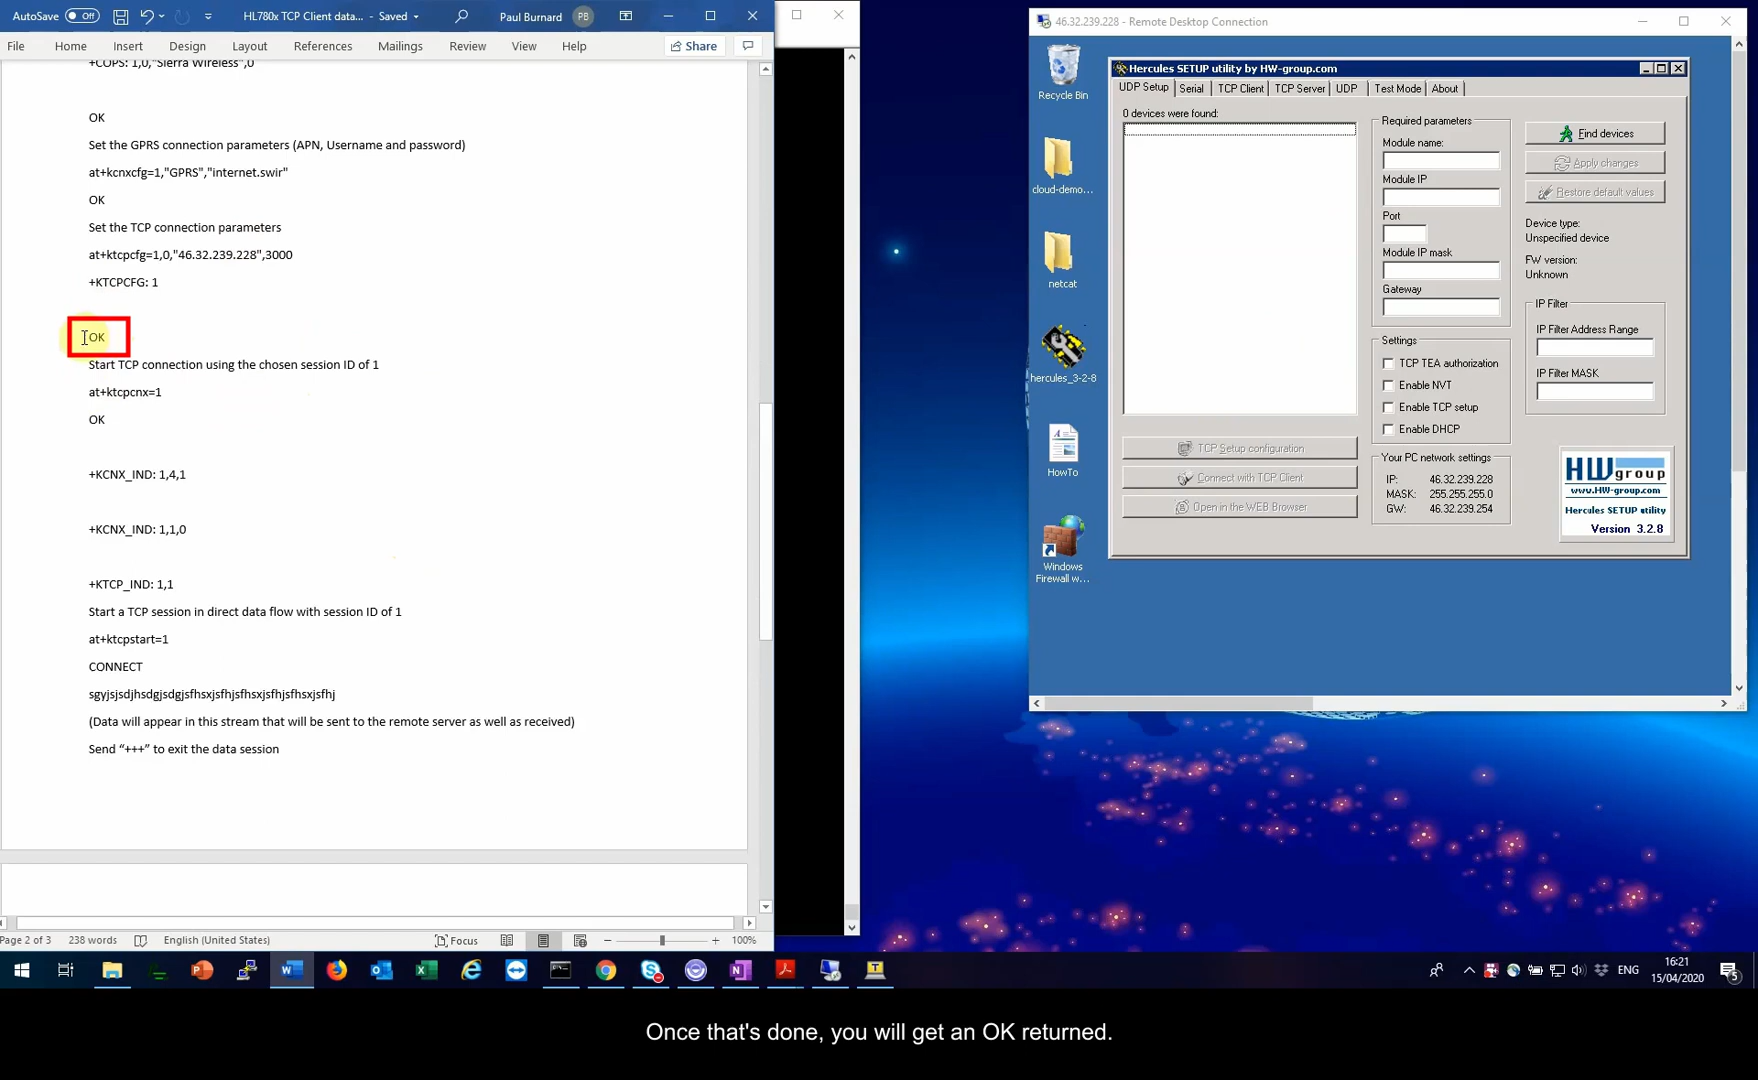 AutoSave Off HL780x TCP Client data... - Saved Paul Burnard PB
File Home Insert Design Layout References Mailings Review View Help Share
+COPS: 1,0,"Sierra Wireless",0
OK
Set the GPRS connection parameters (APN, Username and password)
at+kcnxcfg=1,"GPRS","internet.swir"
OK
Set the TCP connection parameters
at+ktcpcfg=1,0,"46.32.239.228",3000
+KTCPCFG: 1
OK
Start TCP connection using the chosen session ID of 1
at+ktcpcnx=1
OK
+KCNX_IND: 1,4,1
+KCNX_IND: 1,1,0
+KTCP_IND: 1,1
Start a TCP session in direct data flow with session ID of 1
at+ktcpstart=1
CONNECT
sgyjsjsdjhsdgjsdgjsfhsxjsfhjsfhsxjsfhjsfhsxjsfhj
(Data will appear in this stream that will be sent to the remote server as well as received)
Send “+++” to exit the data session
Page 2 of 3 238 words English (United States) Focus 100%
46.32.239.228 - Remote Desktop Connection
Recycle Bin
cloud-demo...
netcat
hercules_3-2-8
HowTo
Windows
Firewall w...
Hercules SETUP utility by HW-group.com
UDP Setup Serial TCP Client TCP Server UDP Test Mode About
0 devices were found:
TCP Setup configuration
Connect with TCP Client
Open in the WEB Browser
Required parameters
Module name:
Module IP
Port
Module IP mask
Gateway
Settings
TCP TEA authorization
Enable NVT
Enable TCP setup
Enable DHCP
Your PC network settings
IP: 46.32.239.228
MASK: 255.255.255.0
GW: 46.32.239.254
Find devices
Apply changes
Restore default values
Device type:
Unspecified device
FW version:
Unknown
IP Filter
IP Filter Address Range
IP Filter MASK
HWgroup
www.HW-group.com
Hercules SETUP utility
Version 3.2.8
ENG
16:21
15/04/2020
5
Once that's done, you will get an OK returned.